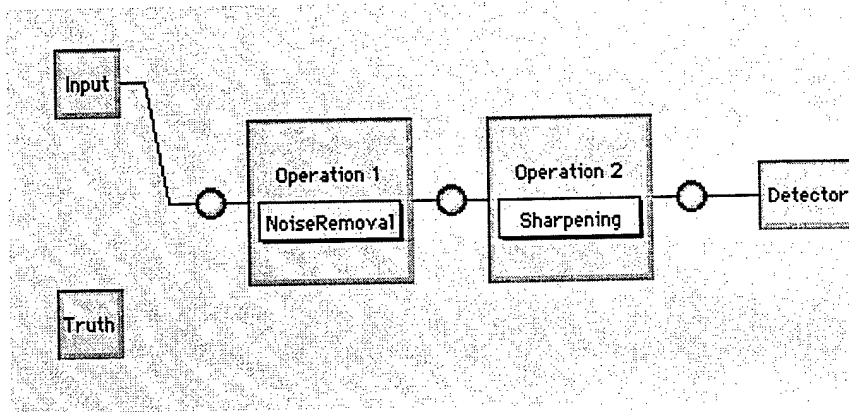 Input
Operation 1
NoiseRemoval
Operation 2
Sharpening
Detector
Truth